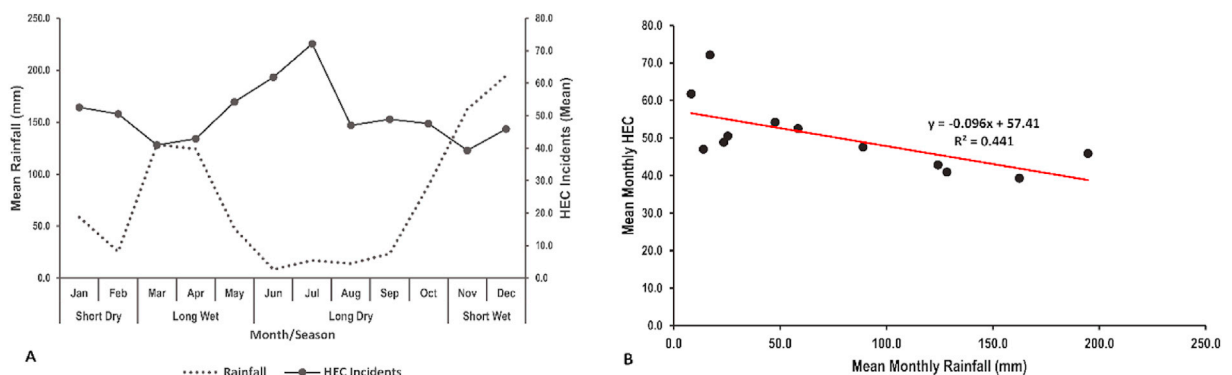 250.0
200.0
150.0
100.0
50.0
0.0
Mean Rainfall (mm)
80.0
70.0
60.0
50.0
40.0
30.0
20.0
10.0
0.0
HEC Incidents (Mean)
Jan Feb Mar Apr May Jun Jul Aug Sep Oct Nov Dec
Short Dry Long Wet Long Dry Short Wet
Month/Season
A
Rainfall HEC Incidents
80.0
70.0
60.0
50.0
40.0
30.0
20.0
10.0
0.0
Mean Monthly HEC
y = -0.096x + 57.41
R² = 0.441
0.0 50.0 100.0 150.0 200.0 250.0
Mean Monthly Rainfall (mm)
B